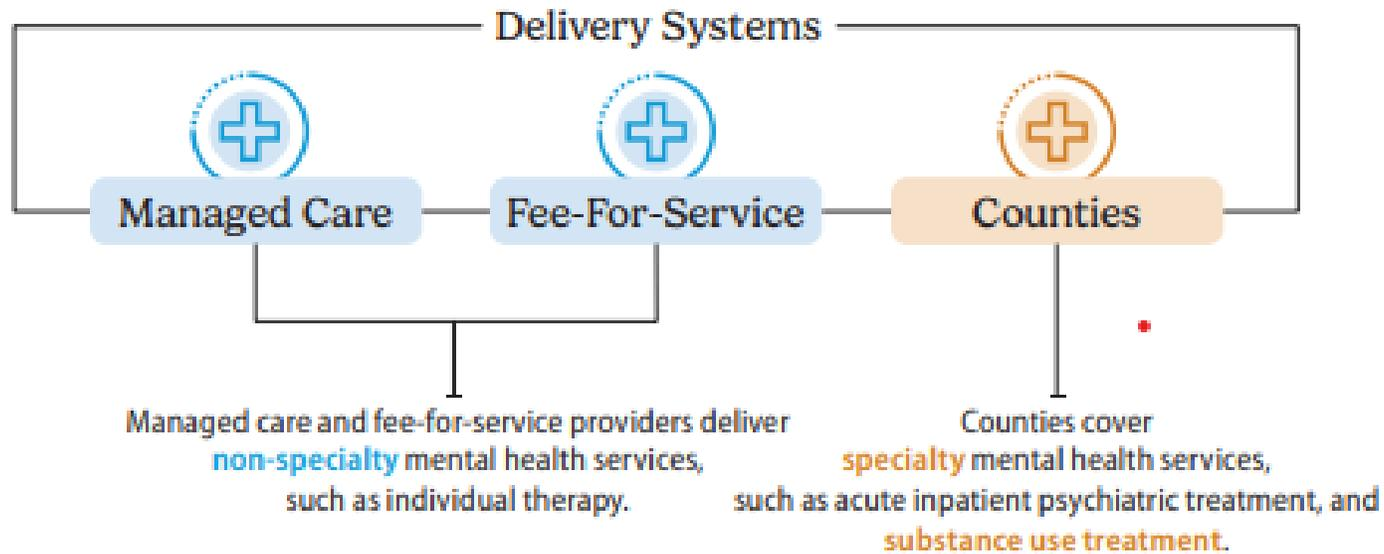 Delivery Systems
Managed Care
Fee-For-Service
Counties
Managed care and fee-for-service providers deliver
non-specialty mental health services,
such as individual therapy.
Counties cover
specialty mental health services,
such as acute inpatient psychiatric treatment, and
substance use treatment.